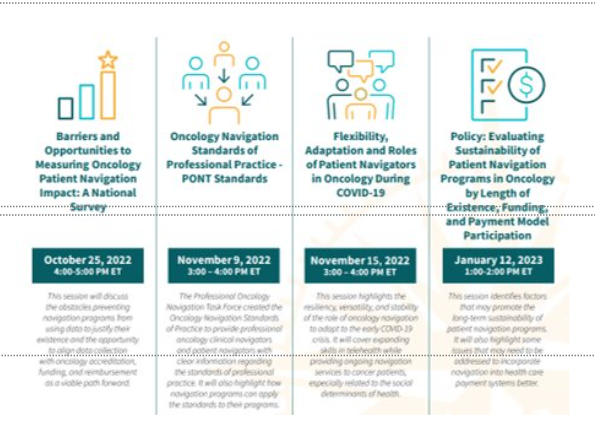 Barriers and
Opportunities to
Measuring Oncology
Patient Navigation
Impact: A National
Survey
October 25, 2022
4:00-5:00 PM ET
This session will discuss
the obstacles preventing
navigation programs from
using data to justify their
existence and the opportunity
to align data collection
with oncology accreditation,
funding, and reimbursement
as a viable path forward.
Oncology Navigation
Standards of
Professional Practice -
PONT Standards
November 9, 2022
3:00 – 4:00 PM ET
The Professional Oncology
Navigation Task Force created the
Oncology Navigation Standards
of Practice to provide professional
oncology clinical navigators
and patient navigators with
clear information regarding
the standards of professional
practice. It will also highlight how
navigation programs can apply
the standards to their programs.
Flexibility,
Adaptation and Roles
of Patient Navigators
in Oncology During
COVID-19
November 15, 2022
3:00 – 4:00 PM ET
This session highlights the
resiliency, versatility, and stability
of the role of oncology navigation
to adapt to the early COVID-19
crisis. It will cover expanding
skills in telehealth while
providing ongoing navigation
services to cancer patients,
especially related to the social
determinants of health.
Policy: Evaluating
Sustainability of
Patient Navigation
Programs in Oncology
by Length of
Existence, Funding,
and Payment Model
Participation
January 12, 2023
1:00-2:00 PM ET
This session identifies factors
that may promote the
long-term sustainability of
patient navigation programs.
It will also highlight some
issues that may need to be
addressed to incorporate
navigation into health care
payment systems better.